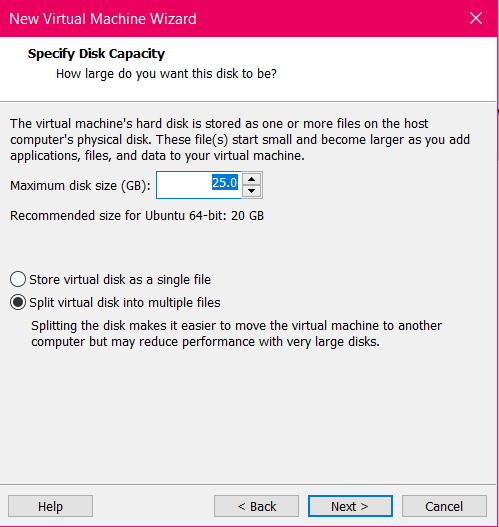 New Virtual Machine Wizard
Specify Disk Capacity
How large do you want this disk to be?
The virtual machine's hard disk is stored as one or more files on the host
computer's physical disk. These file(s) start small and become larger as you add
applications, files, and data to your virtual machine.
Maximum disk size (GB): 25.0
Recommended size for Ubuntu 64-bit: 20 GB
Store virtual disk as a single file
Split virtual disk into multiple files
Splitting the disk makes it easier to move the virtual machine to another
computer but may reduce performance with very large disks.
Help < Back Next > Cancel